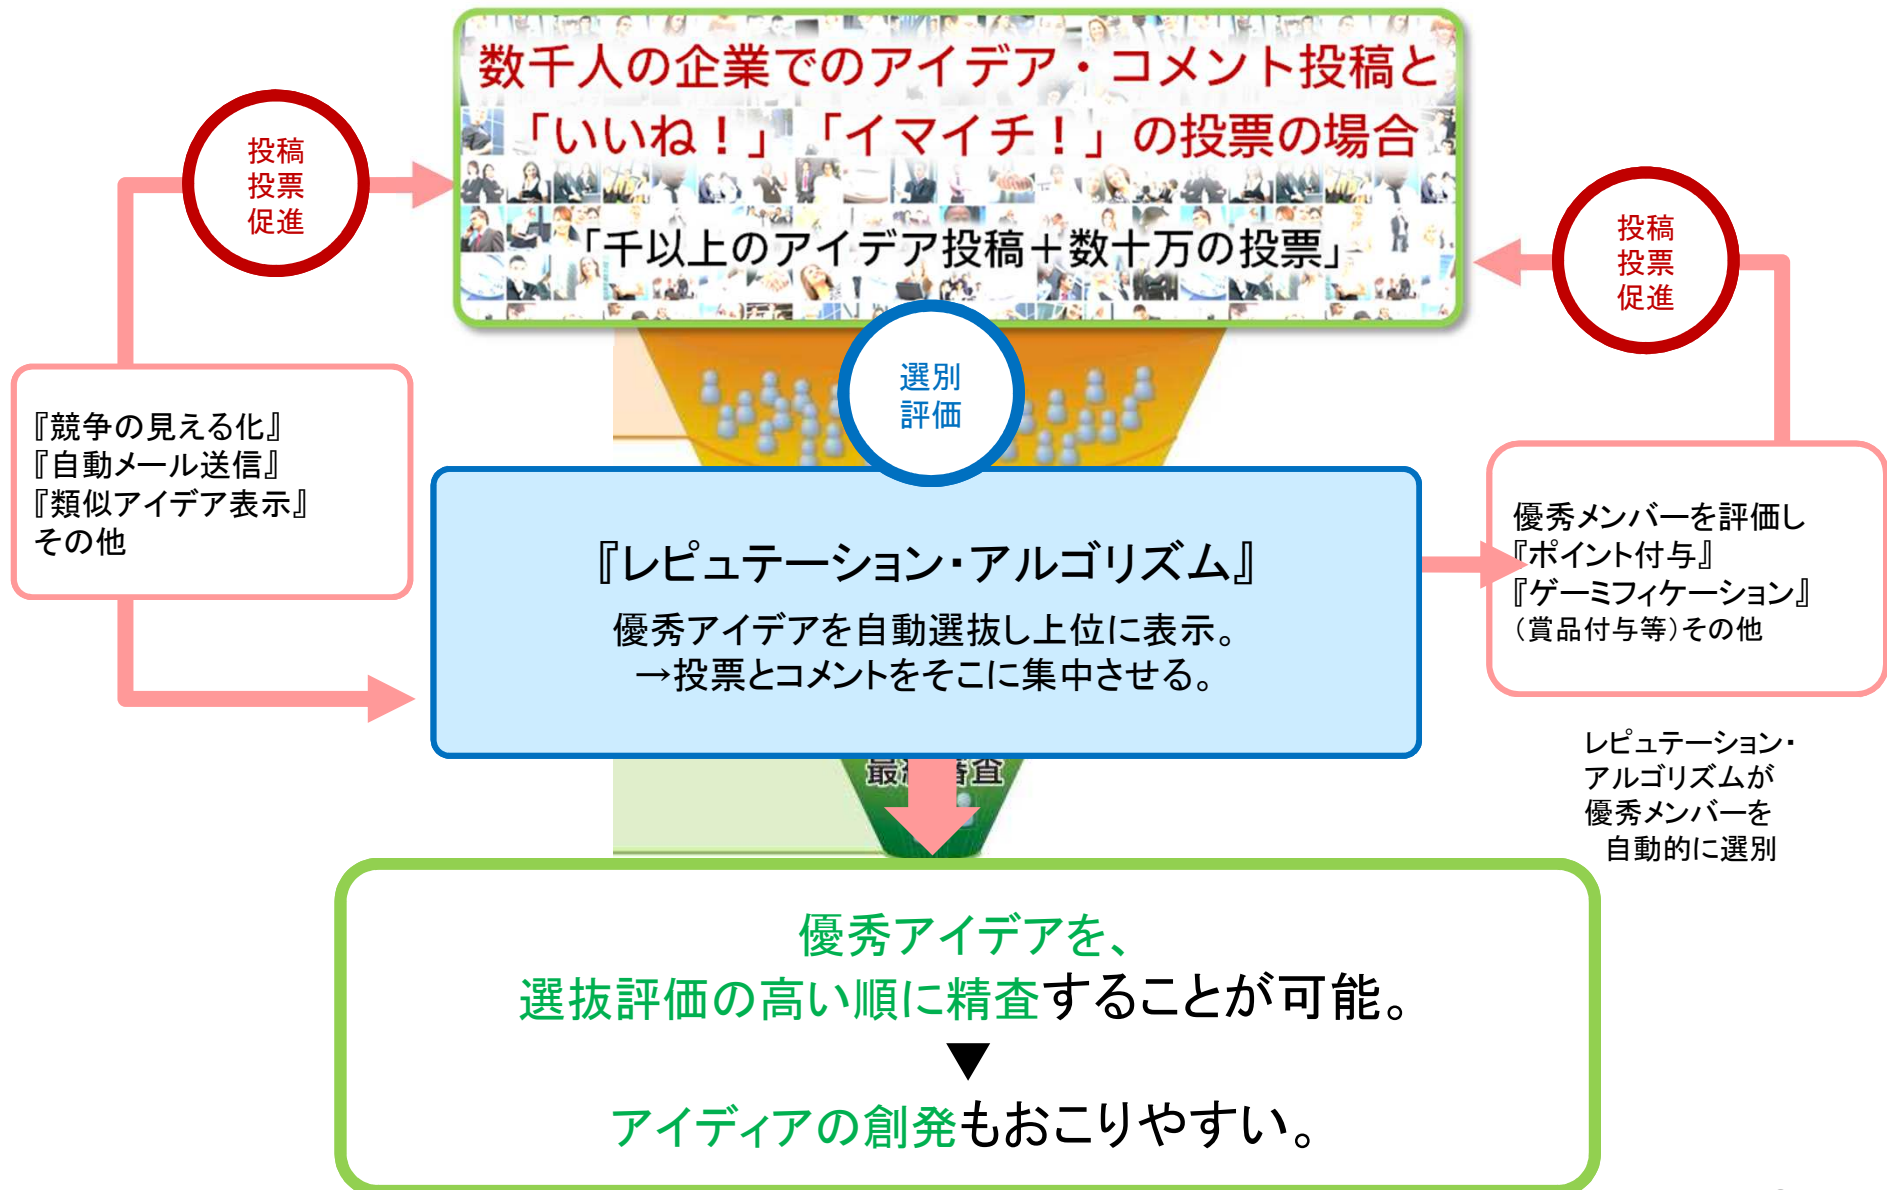 数千人の企業でのアイデア・コメント投稿と
「いいね！」「イマイチ！」の投票の場合
「千以上のアイデア投稿＋数十万の投票」
投稿
投票
促進
投稿
投票
促進
選別
評価
『競争の見える化』
『自動メール送信』
『類似アイデア表示』
その他
『レピュテーション・アルゴリズム』
優秀アイデアを自動選抜し上位に表示。
→投票とコメントをそこに集中させる。
優秀メンバーを評価し
『ポイント付与』
『ゲーミフィケーション』
（賞品付与等）その他
レピュテーション・
アルゴリズムが
優秀メンバーを
自動的に選別
優秀アイデアを、
選抜評価の高い順に精査することが可能。
▼
アイディアの創発もおこりやすい。